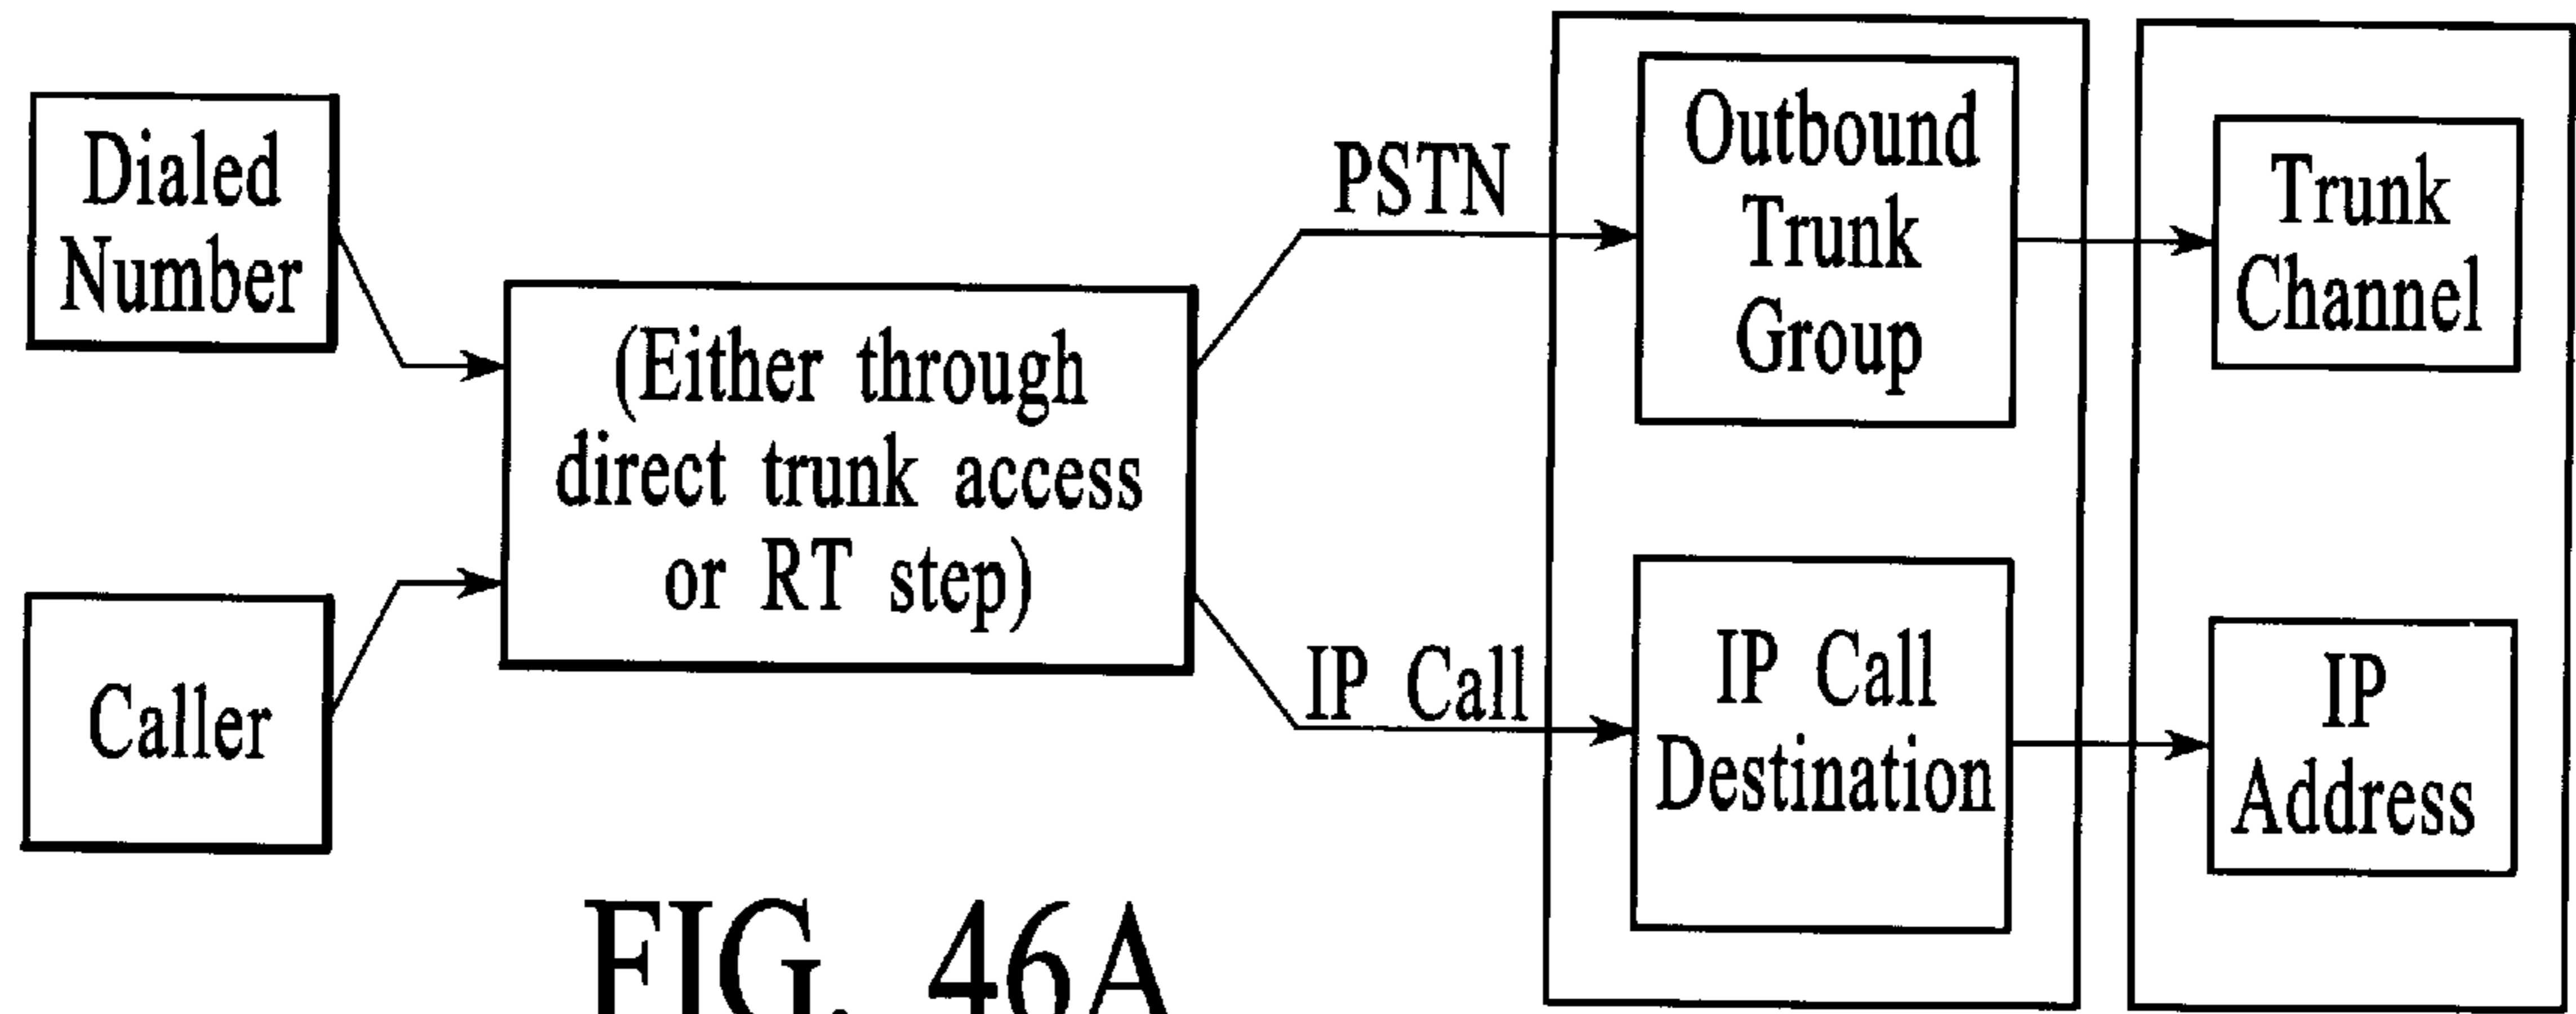 Dialed
Number
Caller
(Either through
direct trunk access
or RT step)
PSTN
IP Call
Outbound
Trunk
Group
IP Call
Destination
Trunk
Channel
IP
Address
FIG. 46A